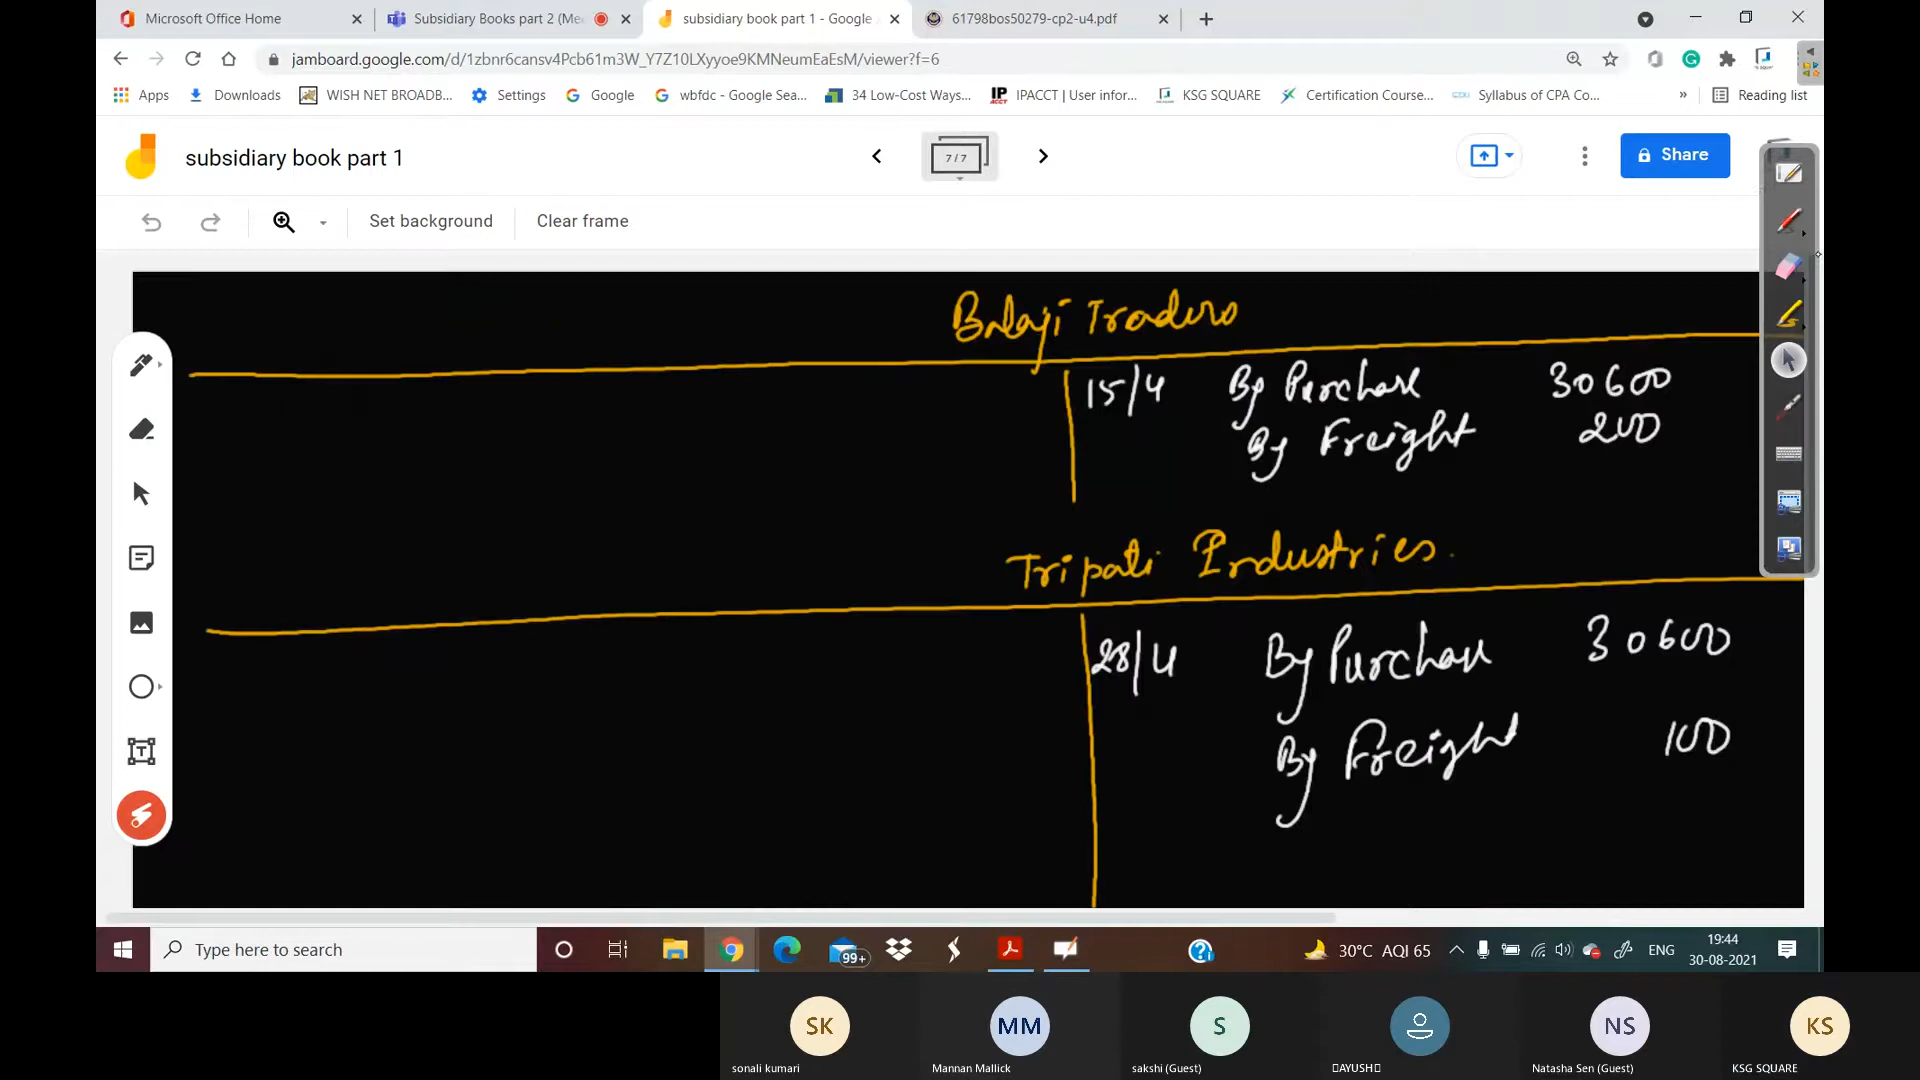 Microsoft Office Home
Subsidiary Books part 2 (Mee
subsidiary book part 1 - Google
61798bos50279-cp2-u4.pdf
jamboard.google.com/d/1zbnr6cansv4Pcb61m3W_Y7Z10LXyyoe9KMNeumEaEsM/viewer?f=6
Apps Downloads WISH NET BROADB... Settings Google wbfdc - Google Sea... 34 Low-Cost Ways... IPACCT | User infor... KSG SQUARE Certification Course... Syllabus of CPA Co... » Reading list
subsidiary book part 1
7 / 7
Share
Set background Clear frame
Balaji Traders
15/4 By Purchase 30600
By Freight 200
Tripati Industries.
28/4 By Purchase 30600
By Freight 100
Type here to search
99+
30°C AQI 65
ENG
19:44
30-08-2021
SK
MM
S
NS
KS
sonali kumari
Mannan Mallick
sakshi (Guest)
AYUSH
Natasha Sen (Guest)
KSG SQUARE